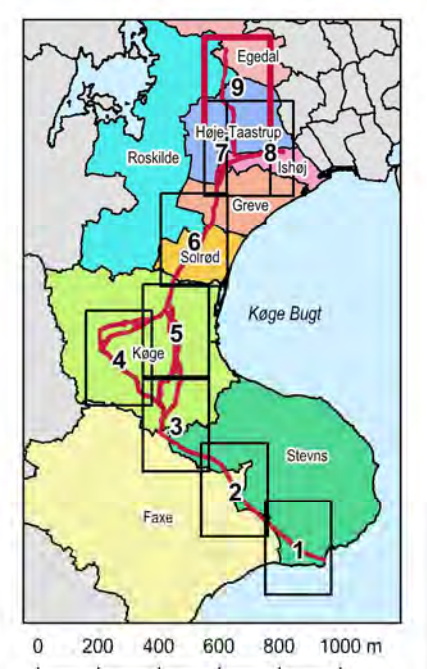 Egedal
9
Høje-Taastrup
7
8
Roskilde
Ishøj
Greve
6
Solrød
Køge Bugt
5
4
Køge
3
Stevns
2
Faxe
1
0 200 400 600 800 1000 m